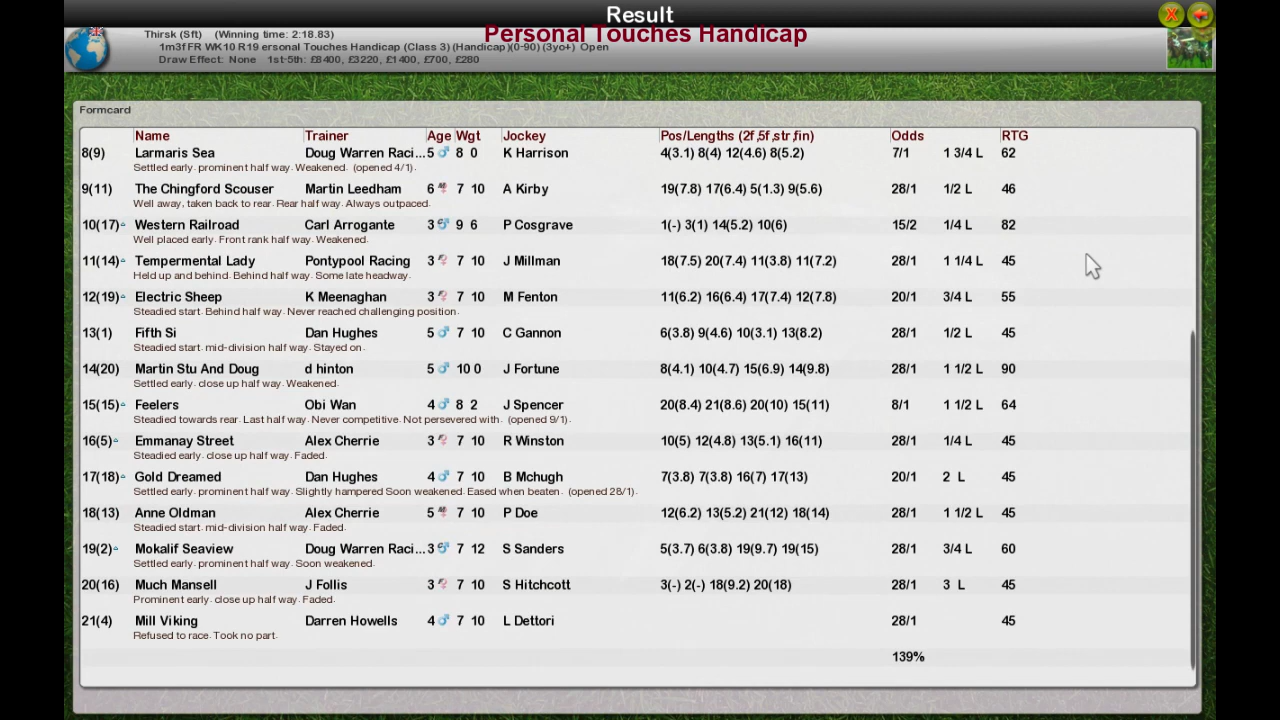 Result
Personal Touches Handicap
Thirsk (Sft) (Winning time: 2:18.83)
1m3f FR WK10 R19 ersonal Touches Handicap (Class 3) (Handicap)(0-90) (3yo+) Open
Draw Effect: None 1st-5th: £8400, £3220, £1400, £700, £280
Formcard
Name Trainer Age Wgt Jockey Pos/Lengths (2f,5f,str,fin) Odds RTG
8(9) Larmaris Sea Doug Warren Raci... 5 8 0 K Harrison 4(3.1) 8(4) 12(4.6) 8(5.2) 7/1 1 3/4 L 62
Settled early. prominent half way. Weakened. (opened 4/1).
9(11) The Chingford Scouser Martin Leedham 6 7 10 A Kirby 19(7.8) 17(6.4) 5(1.3) 9(5.6) 28/1 1/2 L 46
Well away, taken back to rear. Rear half way. Always outpaced.
10(17) Western Railroad Carl Arrogante 3 9 6 P Cosgrave 1(-) 3(1) 14(5.2) 10(6) 15/2 1/4 L 82
Well placed early. Front rank half way. Weakened.
11(14) Tempermental Lady Pontypool Racing 3 7 10 J Millman 18(7.5) 20(7.4) 11(3.8) 11(7.2) 28/1 1 1/4 L 45
Held up and behind. Behind half way. Some late headway.
12(19) Electric Sheep K Meenaghan 3 7 10 M Fenton 11(6.2) 16(6.4) 17(7.4) 12(7.8) 20/1 3/4 L 55
Steadied start. Behind half way. Never reached challenging position.
13(1) Fifth Si Dan Hughes 5 7 10 C Gannon 6(3.8) 9(4.6) 10(3.1) 13(8.2) 28/1 1/2 L 45
Steadied start. mid-division half way. Stayed on.
14(20) Martin Stu And Doug d hinton 5 10 0 J Fortune 8(4.1) 10(4.7) 15(6.9) 14(9.8) 28/1 1 1/2 L 90
Settled early. close up half way. Weakened.
15(15) Feelers Obi Wan 4 8 2 J Spencer 20(8.4) 21(8.6) 20(10) 15(11) 8/1 1 1/2 L 64
Steadied towards rear. Last half way. Never competitive. Not persevered with. (opened 9/1).
16(5) Emmanay Street Alex Cherrie 3 7 10 R Winston 10(5) 12(4.8) 13(5.1) 16(11) 28/1 1/4 L 45
Steadied early. close up half way. Faded.
17(18) Gold Dreamed Dan Hughes 4 7 10 B Mchugh 7(3.8) 7(3.8) 16(7) 17(13) 20/1 2 L 45
Settled early. prominent half way. Slightly hampered Soon weakened. Eased when beaten. (opened 28/1).
18(13) Anne Oldman Alex Cherrie 5 7 10 P Doe 12(6.2) 13(5.2) 21(12) 18(14) 28/1 1 1/2 L 45
Steadied start. mid-division half way. Faded.
19(2) Mokalif Seaview Doug Warren Raci... 3 7 12 S Sanders 5(3.7) 6(3.8) 19(9.7) 19(15) 28/1 3/4 L 60
Settled early. prominent half way. Soon weakened.
20(16) Much Mansell J Follis 3 7 10 S Hitchcott 3(-) 2(-) 18(9.2) 20(18) 28/1 3 L 45
Prominent early. close up half way. Faded.
21(4) Mill Viking Darren Howells 4 7 10 L Dettori 28/1 45
Refused to race. Took no part.
139%